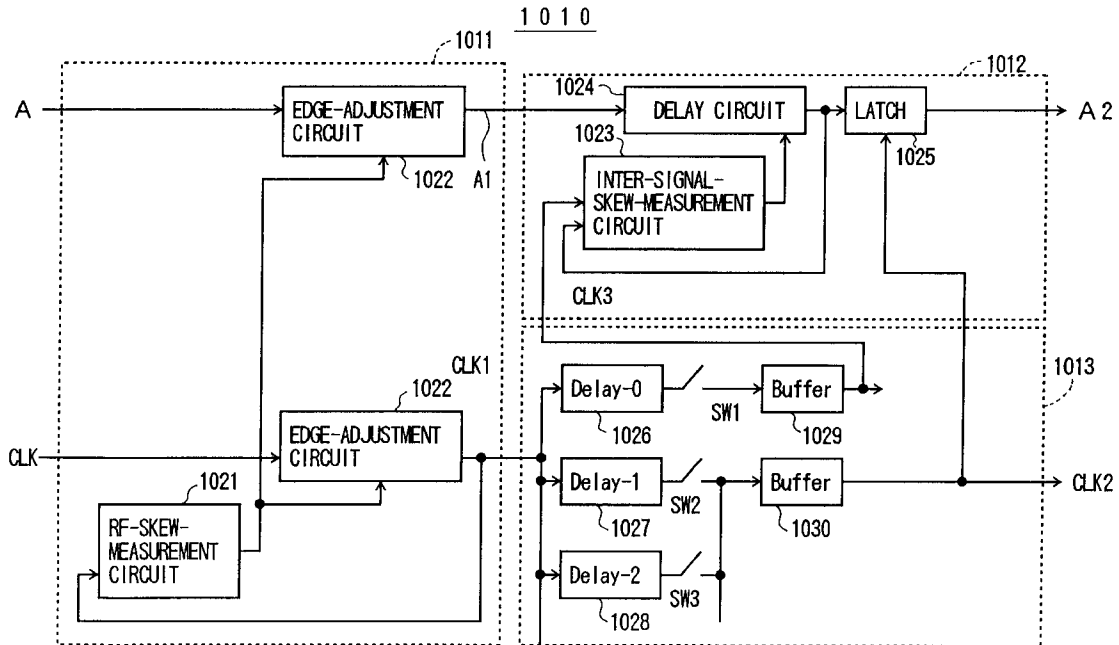 1010
1011
1012
A
EDGE-ADJUSTMENT
CIRCUIT
1022
A1
1024
DELAY CIRCUIT
LATCH
1025
A2
1023
INTER-SIGNAL-
SKEW-MEASUREMENT
CIRCUIT
CLK3
1013
CLK1
1022
EDGE-ADJUSTMENT
CIRCUIT
CLK
1021
RF-SKEW-
MEASUREMENT
CIRCUIT
Delay-0
1026
SW1
Buffer
1029
Delay-1
1027
SW2
Buffer
1030
CLK2
Delay-2
1028
SW3